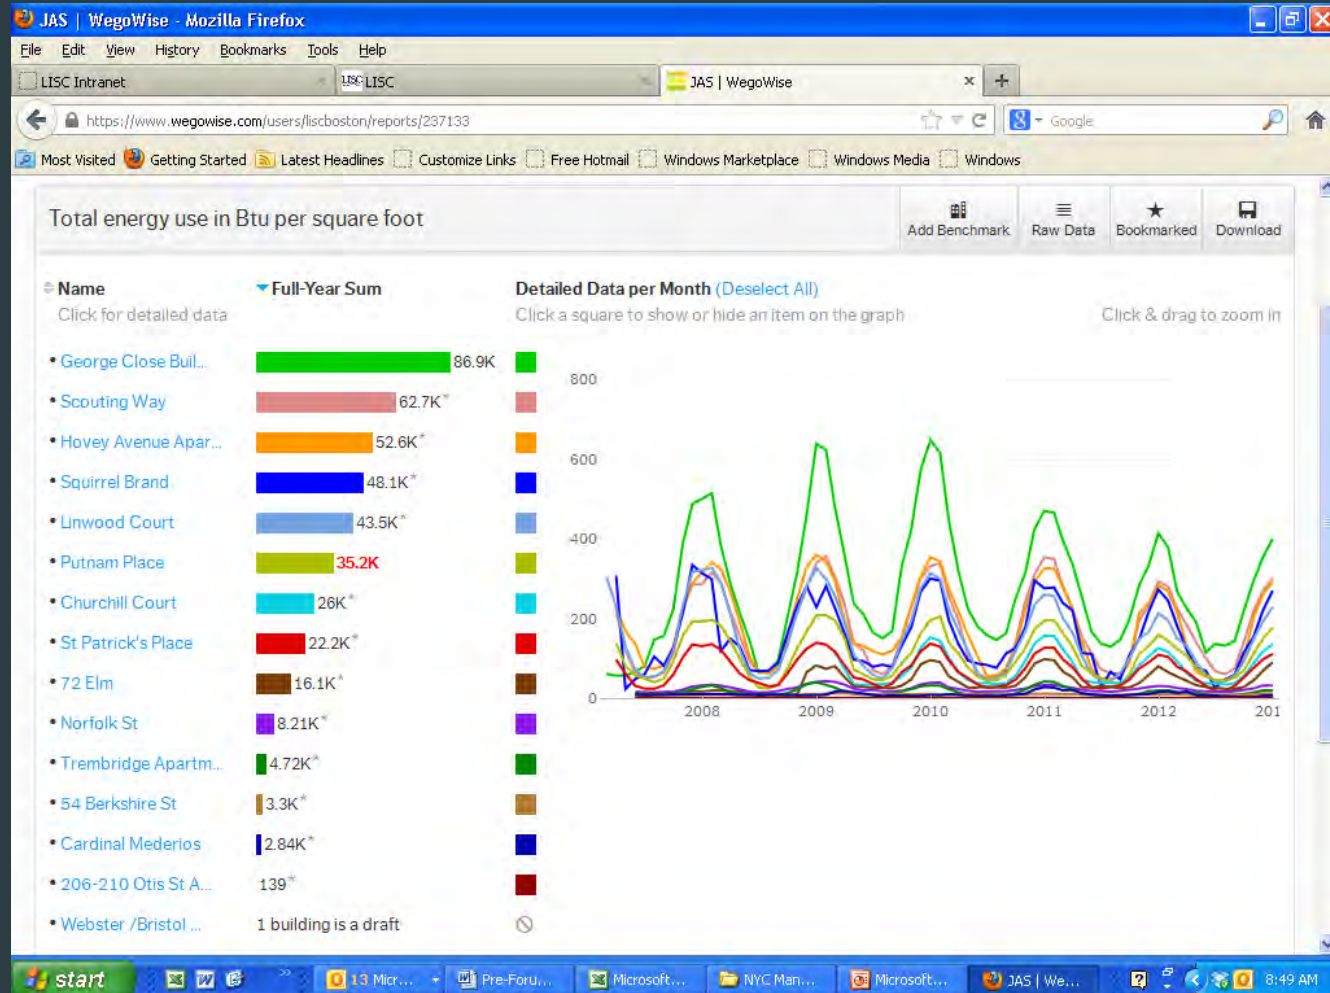 JAS | WegoWise - Mozilla Firefox
File Edit View History Bookmarks Tools Help
LISC Intranet LISC LISC JAS | WegoWise
https://www.wegowise.com/users/liscboston/reports/237133 Google
Most Visited Getting Started Latest Headlines Customize Links Free Hotmail Windows Marketplace Windows Media Windows
Total energy use in Btu per square foot
Add Benchmark Raw Data Bookmarked Download
Name Full-Year Sum Detailed Data per Month (Deselect All)
Click for detailed data Click a square to show or hide an item on the graph Click & drag to zoom in
George Close Buil... 86.9K
Scouting Way 62.7K*
Hovey Avenue Apar... 52.6K*
Squirrel Brand 48.1K*
Linwood Court 43.5K*
Putnam Place 35.2K
Churchill Court 26K*
St Patrick's Place 22.2K*
72 Elm 16.1K*
Norfolk St 8.21K*
Trembridge Apartm... 4.72K*
54 Berkshire St 3.3K*
Cardinal Mederios 2.84K*
206-210 Otis St A... 139*
Webster /Bristol ... 1 building is a draft
800
600
400
200
0
2008 2009 2010 2011 2012 201
start 13 Micr... Pre-Foru... Microsoft... NYC Man... Microsoft... JAS | We... 8:49 AM